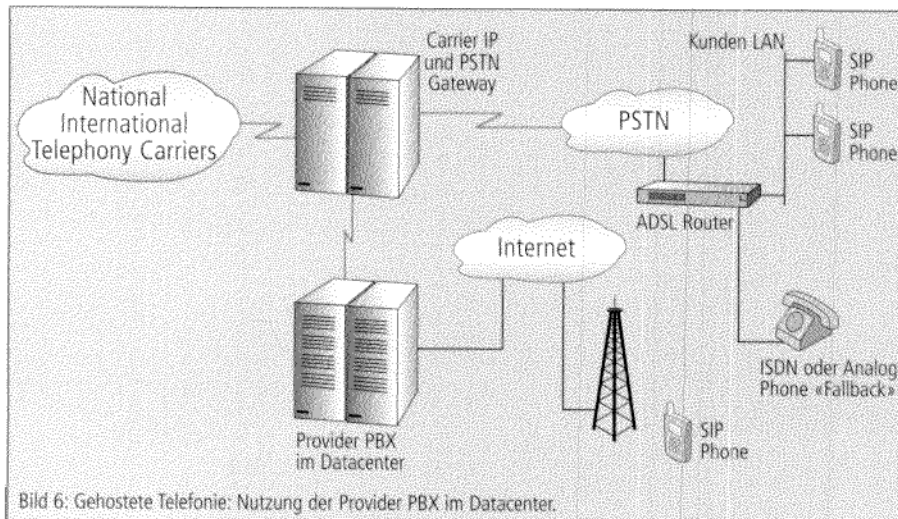 Carrier IP
und PSTN
Gateway
Kunden LAN
SIP
Phone
National
International
Telephony Carriers
PSTN
SIP
Phone
ADSL Router
Internet
ISDN oder Analog
Phone «Fallback»
Provider PBX
im Datacenter
SIP
Phone
Bild 6: Gehostete Telefonie: Nutzung der Provider PBX im Datacenter.